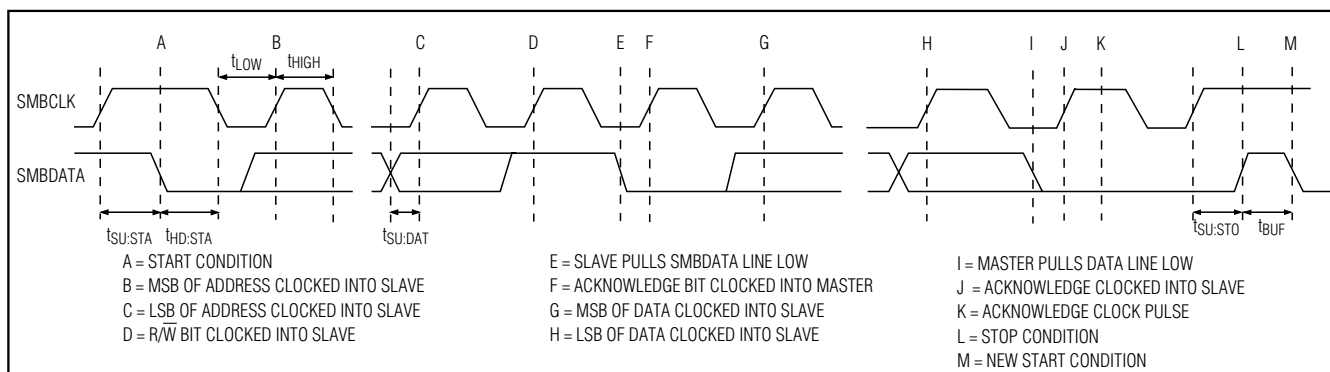 A B C D E F G H I J K L M
tLOW tHIGH
SMBCLK
SMBDATA
tSU:STA tHD:STA tSU:DAT tSU:STO tBUF
A = START CONDITION
B = MSB OF ADDRESS CLOCKED INTO SLAVE
C = LSB OF ADDRESS CLOCKED INTO SLAVE
D = R/W̅ BIT CLOCKED INTO SLAVE
E = SLAVE PULLS SMBDATA LINE LOW
F = ACKNOWLEDGE BIT CLOCKED INTO MASTER
G = MSB OF DATA CLOCKED INTO SLAVE
H = LSB OF DATA CLOCKED INTO SLAVE
I = MASTER PULLS DATA LINE LOW
J = ACKNOWLEDGE CLOCKED INTO SLAVE
K = ACKNOWLEDGE CLOCK PULSE
L = STOP CONDITION
M = NEW START CONDITION